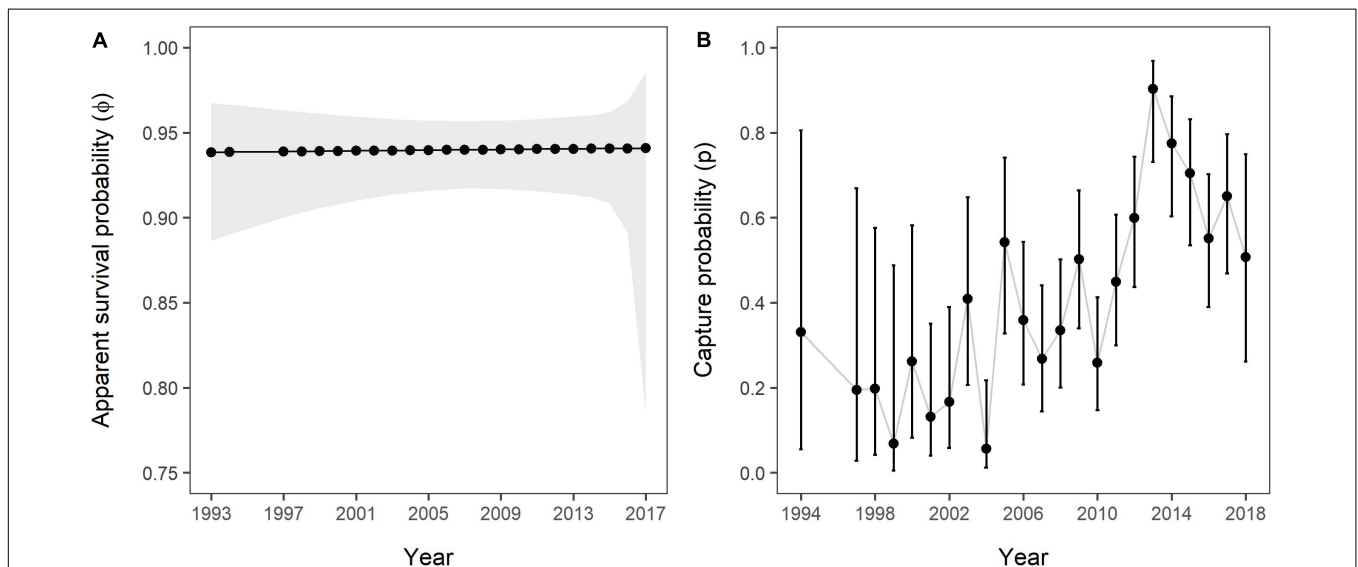 A
Apparent survival probability (ϕ)
1.00
0.95
0.90
0.85
0.80
0.75
1993 1997 2001 2005 2009 2013 2017
Year
B
Capture probability (p)
1.0
0.8
0.6
0.4
0.2
0.0
1994 1998 2002 2006 2010 2014 2018
Year